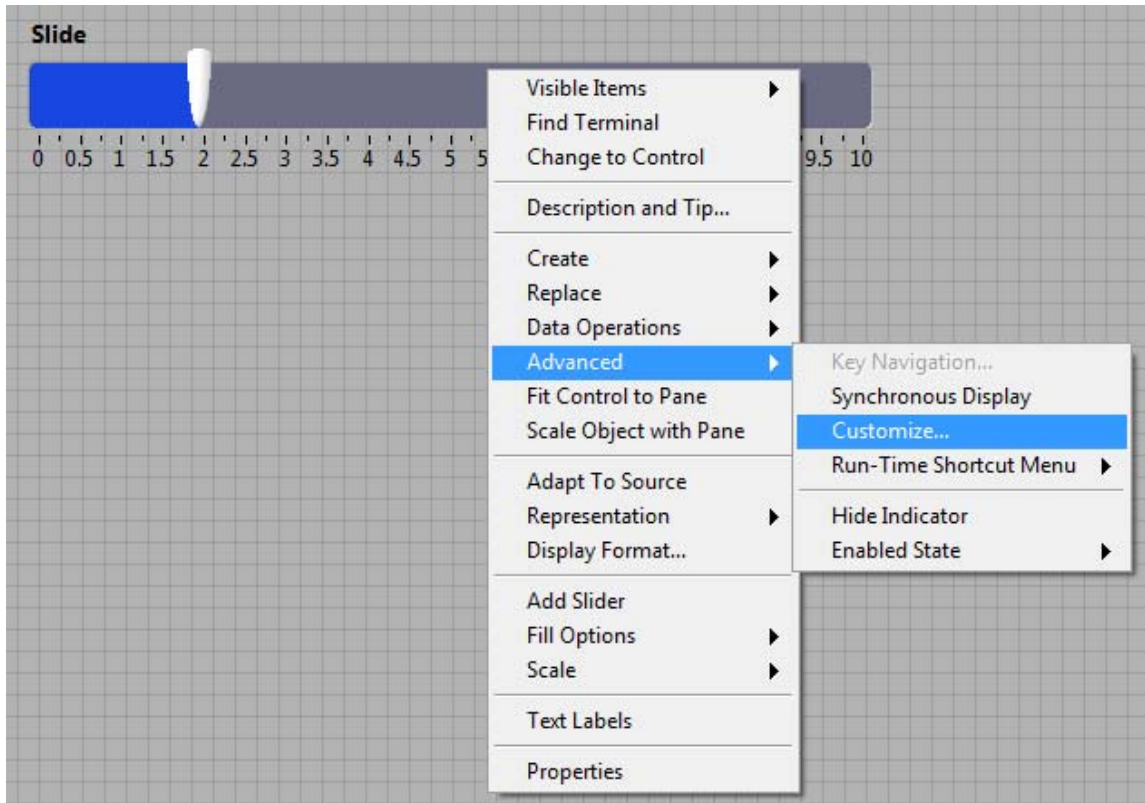 Slide
0 0.5 1 1.5 2 2.5 3 3.5 4 4.5 5 5 9.5 10
Visible Items
Find Terminal
Change to Control
Description and Tip...
Create
Replace
Data Operations
Advanced
Fit Control to Pane
Scale Object with Pane
Adapt To Source
Representation
Display Format...
Add Slider
Fill Options
Scale
Text Labels
Properties
Key Navigation...
Synchronous Display
Customize...
Run-Time Shortcut Menu
Hide Indicator
Enabled State